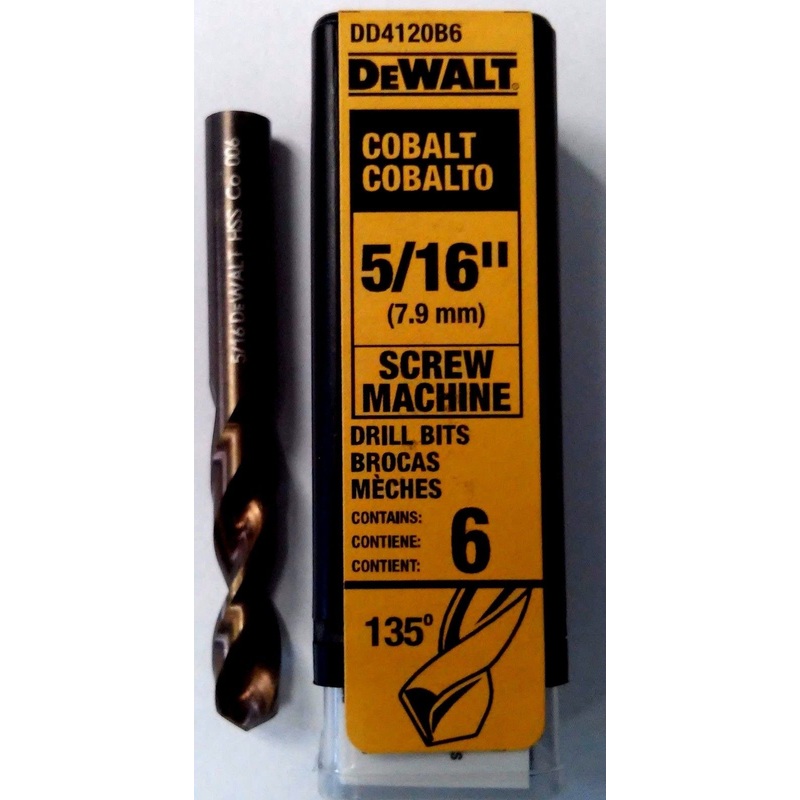 DD4120B6
DEWALT
COBALT
COBALTO
5/16"
(7.9 mm)
SCREW
MACHINE
DRILL BITS
BROCAS
MÈCHES
CONTAINS:
CONTIENE:
CONTIENT:
6
135°
5/16 DEWALT HSS Co 006